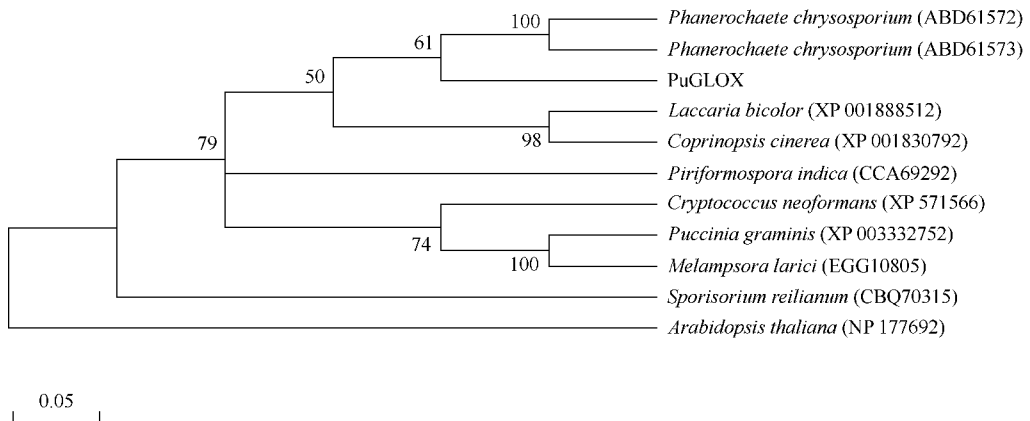 100
Phanerochaete chrysosporium (ABD61572)
61
Phanerochaete chrysosporium (ABD61573)
50
PuGLOX
Laccaria bicolor (XP 001888512)
98
Coprinopsis cinerea (XP 001830792)
79
Piriformospora indica (CCA69292)
Cryptococcus neoformans (XP 571566)
74
Puccinia graminis (XP 003332752)
100
Melampsora larici (EGG10805)
Sporisorium reilianum (CBQ70315)
Arabidopsis thaliana (NP 177692)
0.05